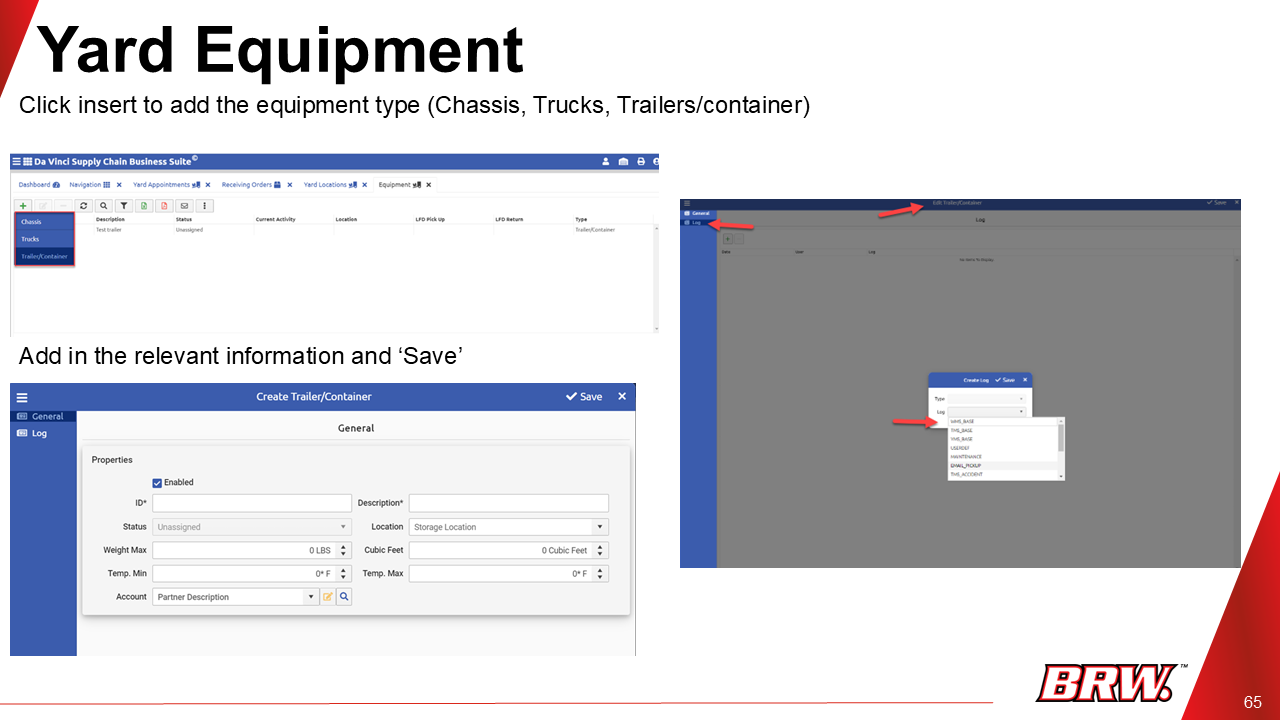 Yard Equipment
Click insert to add the equipment type (Chassis, Trucks, Trailers/container)
Da Vinci Supply Chain Business Suite©
Dashboard Navigation Yard Appointments Receiving Orders Yard Locations Equipment
Description Status Current Activity Location LFD Pick Up LFD Return Type
Test trailer Unassigned Trailer/Container
Chassis
Trucks
Trailer/Container
Add in the relevant information and ‘Save’
Create Trailer/Container Save
General
Log
General
Properties
Enabled
ID* Description*
Status Unassigned Location Storage Location
Weight Max 0 LBS Cubic Feet 0 Cubic Feet
Temp. Min 0° F Temp. Max 0° F
Account Partner Description
Edit Trailer/Container Save
General
Log
Log
Date User Log
No items to display
Create Log Save
Type
Log
WMS_BASE
TMS_BASE
YMS_BASE
USERDEF
MAINTENANCE
EMAIL_PICKUP
TMS_ACCIDENT
BRW.™
65